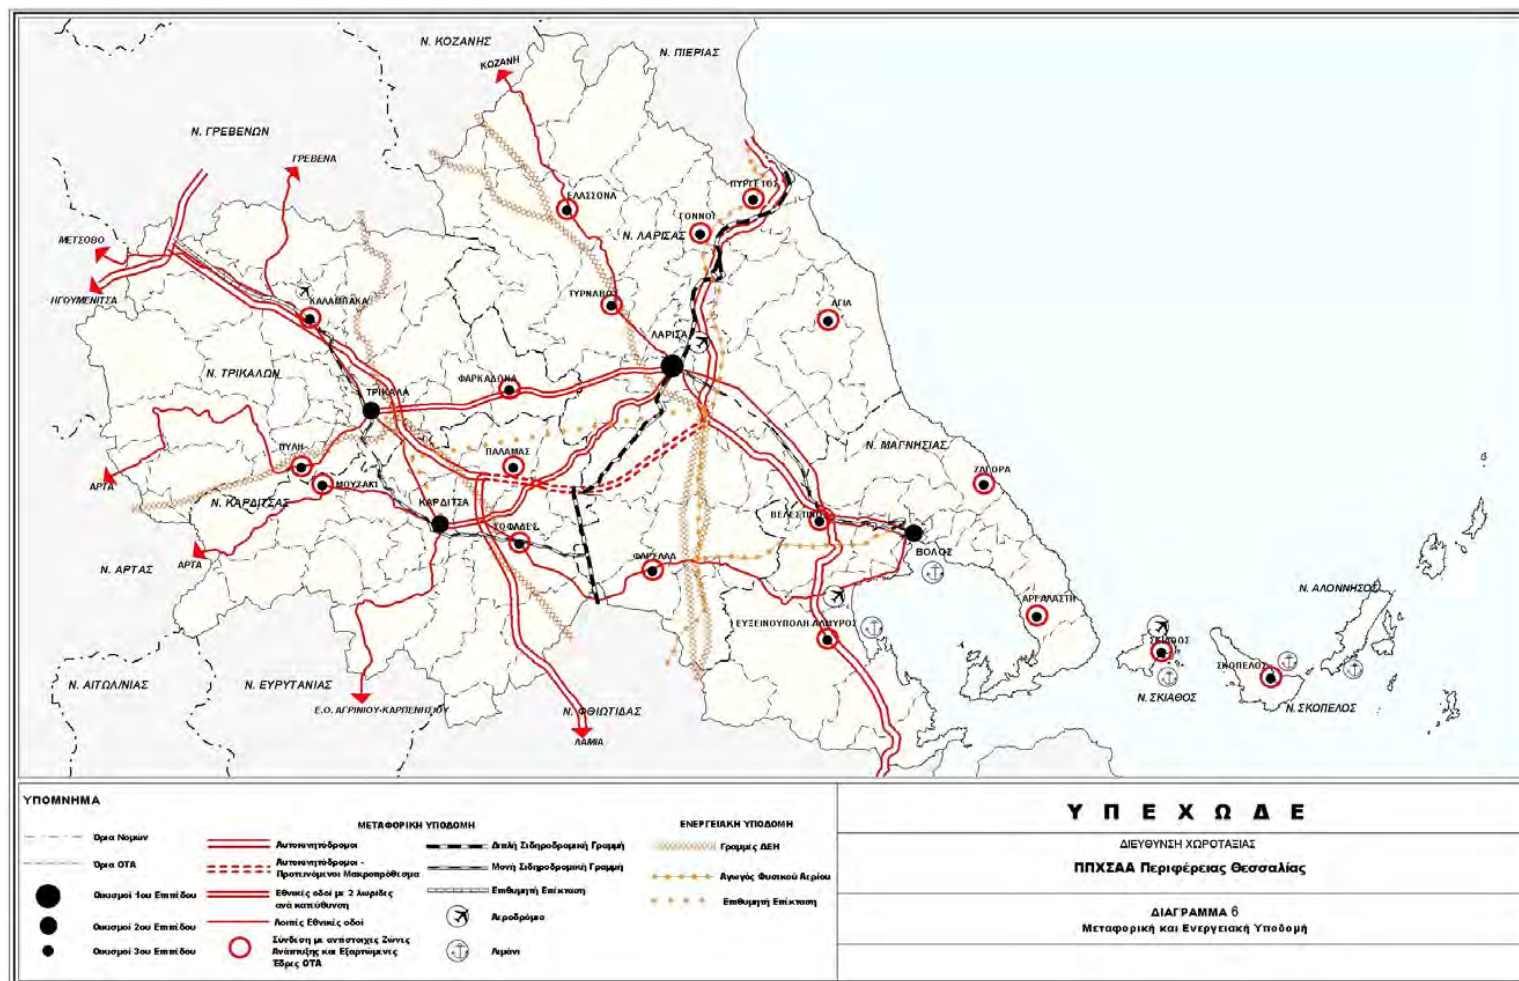 Ν. ΚΟΖΑΝΗΣ
Ν. ΠΙΕΡΙΑΣ
ΚΟΖΑΝΗ
Ν. ΓΡΕΒΕΝΩΝ
ΓΡΕΒΕΝΑ
ΠΥΡΓΕΤΟΣ
ΕΛΑΣΣΟΝΑ
ΓΟΝΝΟΙ
Ν. ΛΑΡΙΣΑΣ
ΜΕΤΣΟΒΟ
ΗΓΟΥΜΕΝΙΤΣΑ
ΚΑΛΑΜΠΑΚΑ
ΤΥΡΝΑΒΟΣ
ΑΓΙΑ
ΛΑΡΙΣΑ
Ν. ΤΡΙΚΑΛΩΝ
ΦΑΡΚΑΔΩΝΑ
ΤΡΙΚΑΛΑ
Ν. ΜΑΓΝΗΣΙΑΣ
ΠΥΛΗ
ΠΑΛΑΜΑΣ
ΖΑΓΟΡΑ
ΑΡΤΑ
ΜΟΥΖΑΚΙ
Ν. ΚΑΡΔΙΤΣΑΣ
ΚΑΡΔΙΤΣΑ
ΒΕΛΕΣΤΙΝΟ
ΣΟΦΑΔΕΣ
ΒΟΛΟΣ
Ν. ΑΡΤΑΣ
ΑΡΤΑ
ΦΑΡΣΑΛΑ
Ν. ΑΛΟΝΝΗΣΟΣ
ΑΡΓΑΛΑΣΤΗ
ΕΥΞΕΙΝΟΥΠΟΛΗ ΑΛΜΥΡΟΣ
ΣΚΙΑΘΟΣ
ΣΚΟΠΕΛΟΣ
Ν. ΑΙΤΩΛ/ΝΙΑΣ
Ν. ΕΥΡΥΤΑΝΙΑΣ
Ν. ΣΚΙΑΘΟΣ
Ν. ΣΚΟΠΕΛΟΣ
Ε.Ο. ΑΓΡΙΝΙΟΥ-ΚΑΡΠΕΝΗΣΙΟΥ
Ν. ΦΘΙΩΤΙΔΑΣ
ΛΑΜΙΑ
ΥΠΟΜΝΗΜΑ
Όρια Νομών
Όρια ΟΤΑ
Οικισμοί 1ου Επιπέδου
Οικισμοί 2ου Επιπέδου
Οικισμοί 3ου Επιπέδου
ΜΕΤΑΦΟΡΙΚΗ ΥΠΟΔΟΜΗ
Αυτοκινητόδρομοι
Αυτοκινητόδρομοι -
Προτεινόμενοι Μακροπρόθεσμα
Εθνικές οδοί με 2 λωρίδες
ανά κατεύθυνση
Λοιπές Εθνικές οδοί
Σύνδεση με αντίστοιχες Ζώνες
Ανάπτυξης και Εξαρτώμενες
Έδρες ΟΤΑ
Διπλή Σιδηροδρομική Γραμμή
Μονή Σιδηροδρομική Γραμμή
Επιθυμητή Επέκταση
Αεροδρόμιο
Λιμάνι
ΕΝΕΡΓΕΙΑΚΗ ΥΠΟΔΟΜΗ
Γραμμές ΔΕΗ
Αγωγός Φυσικού Αερίου
Επιθυμητή Επέκταση
Υ Π Ε Χ Ω Δ Ε
ΔΙΕΥΘΥΝΣΗ ΧΩΡΟΤΑΞΙΑΣ
ΠΠΧΣΑΑ Περιφέρειας Θεσσαλίας
ΔΙΑΓΡΑΜΜΑ 6
Μεταφορική και Ενεργειακή Υποδομή